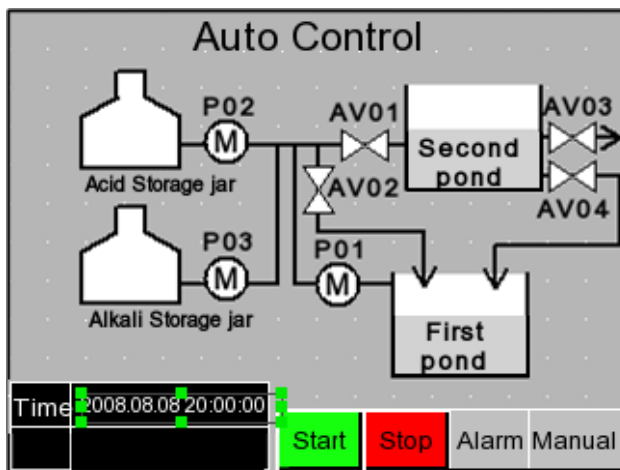 Auto Control
P02
AV01
AV03
Second
pond
Acid Storage jar
AV02
AV04
P03
P01
Alkali Storage jar
First
pond
Time 2008.08.08 20:00:00
Start Stop Alarm Manual
M
M
M